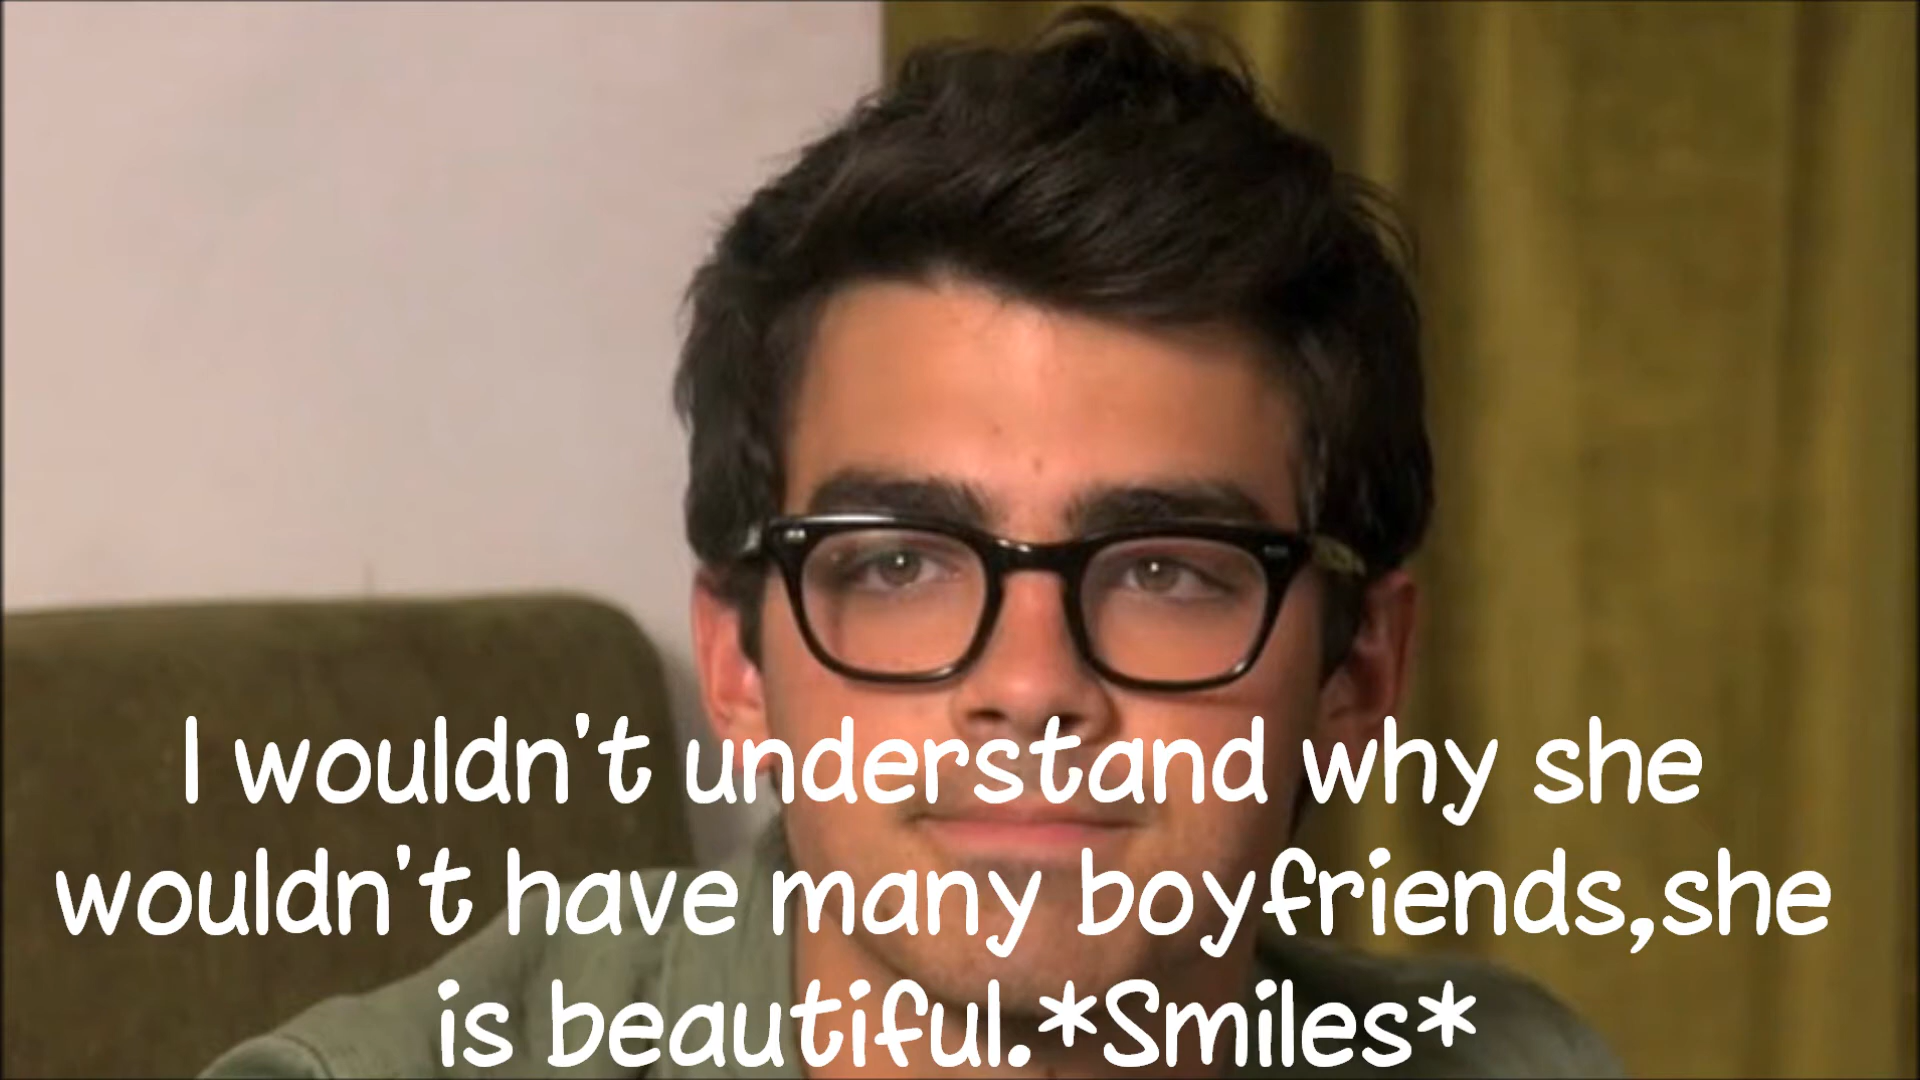 I wouldn't understand why she
wouldn't have many boyfriends,she
is beautiful.*Smiles*